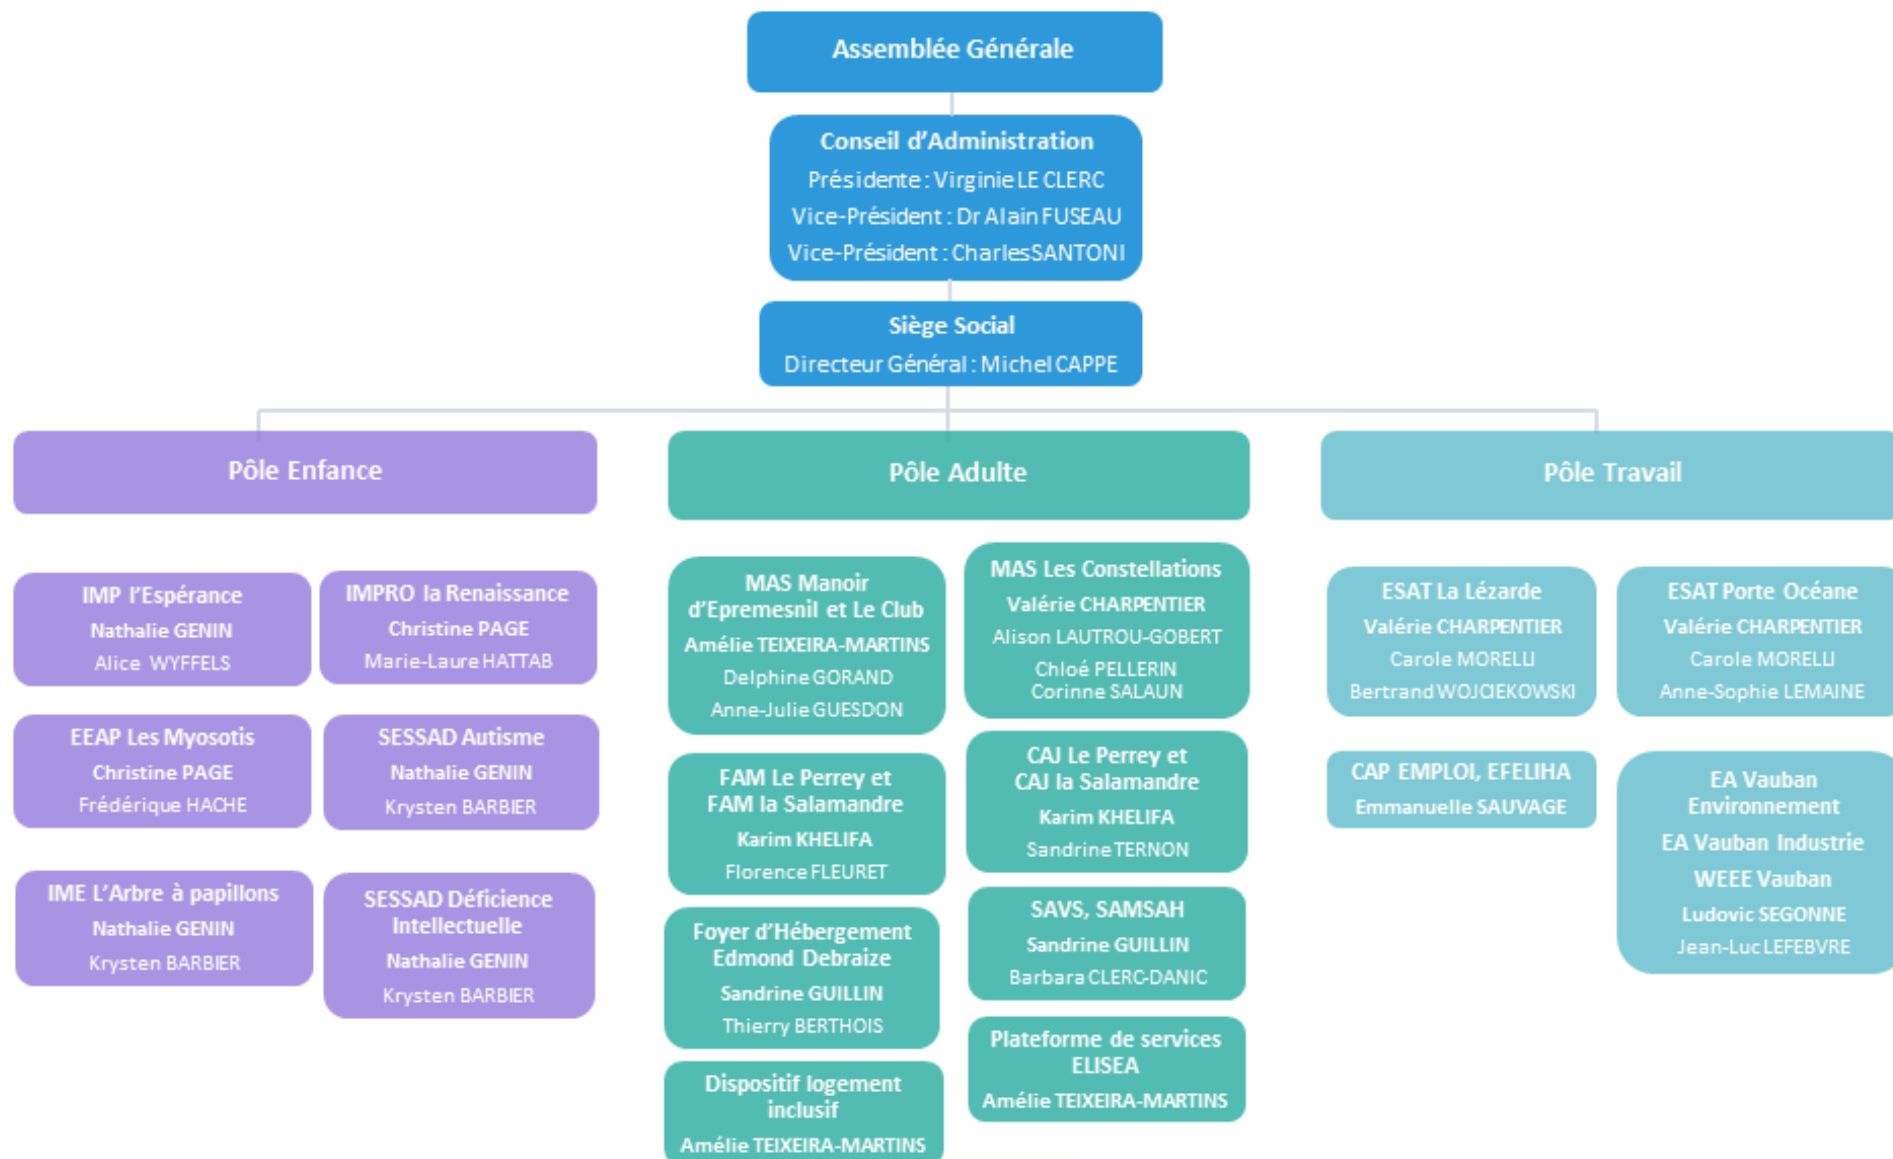 Assemblée Générale
Conseil d'Administration
Présidente : Virginie LE CLERC
Vice-Président : Dr Alain FUSEAU
Vice-Président : Charles SANTONI
Siège Social
Directeur Général : Michel CAPPE
Pôle Enfance
IMP l'Espérance
Nathalie GENIN
Alice WYFFELS
IMPRO la Renaissance
Christine PAGE
Marie-Laure HATTAB
EEAP Les Myosotis
Christine PAGE
Frédérique HACHE
SESSAD Autisme
Nathalie GENIN
Krysten BARBIER
IME L'Arbre à papillons
Nathalie GENIN
Krysten BARBIER
SESSAD Déficience
Intellectuelle
Nathalie GENIN
Krysten BARBIER
Pôle Adulte
MAS Manoir
d'Epremesnil et Le Club
Amélie TEIXEIRA-MARTINS
Delphine GORAND
Anne-Julie GUESDON
MAS Les Constellations
Valérie CHARPENTIER
Alison LAUTROU-GOBERT
Chloé PELLERIN
Corinne SALAUN
FAM Le Perrey et
FAM la Salamandre
Karim KHELIFA
Florence FLEURET
CAJ Le Perrey et
CAJ la Salamandre
Karim KHELIFA
Sandrine TERNON
Foyer d'Hébergement
Edmond Debraize
Sandrine GUILLIN
Thierry BERTHOIS
SAVS, SAMSAH
Sandrine GUILLIN
Barbara CLERC-DANIC
Dispositif logement
inclusif
Amélie TEIXEIRA-MARTINS
Plateforme de services
ELISEA
Amélie TEIXEIRA-MARTINS
Pôle Travail
ESAT La Lézarde
Valérie CHARPENTIER
Carole MORELLI
Bertrand WOJCIEKOWSKI
ESAT Porte Océane
Valérie CHARPENTIER
Carole MORELLI
Anne-Sophie LEMAINE
CAP EMPLOI, EFELIHA
Emmanuelle SAUVAGE
EA Vauban
Environnement
EA Vauban Industrie
WEEE Vauban
Ludovic SEGONNE
Jean-Luc LEFEBVRE